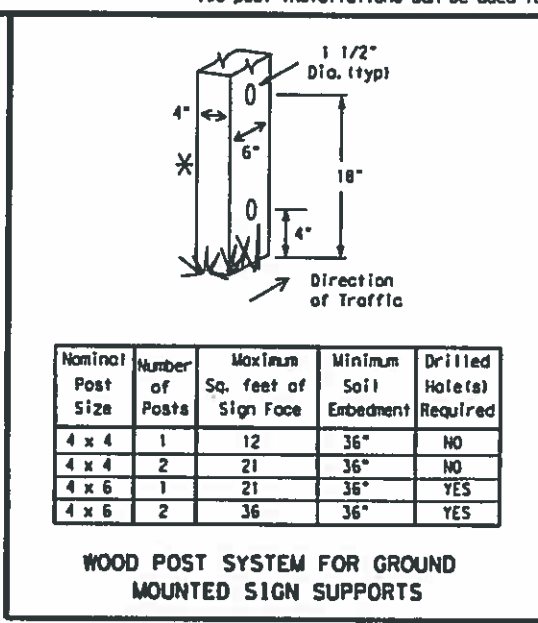 1 1/2"
Dia. (typ)
4"
6"
18"
4"
Direction
of Traffic
Nominal Post Size | Number of Posts | Maximum Sq. feet of Sign Face | Minimum Soil Embedment | Drilled Hole(s) Required
4 x 4 | 1 | 12 | 36" | NO
4 x 4 | 2 | 21 | 36" | NO
4 x 6 | 1 | 21 | 36" | YES
4 x 6 | 2 | 36 | 36" | YES
WOOD POST SYSTEM FOR GROUND
MOUNTED SIGN SUPPORTS